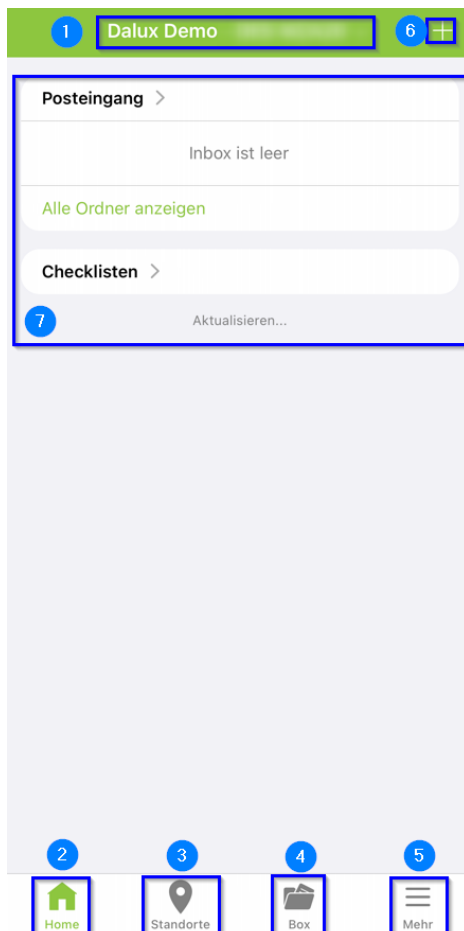 1 Dalux Demo 6 +
Posteingang >
Inbox ist leer
Alle Ordner anzeigen
Checklisten >
7 Aktualisieren...
2 3 4 5
Home Standorte Box Mehr